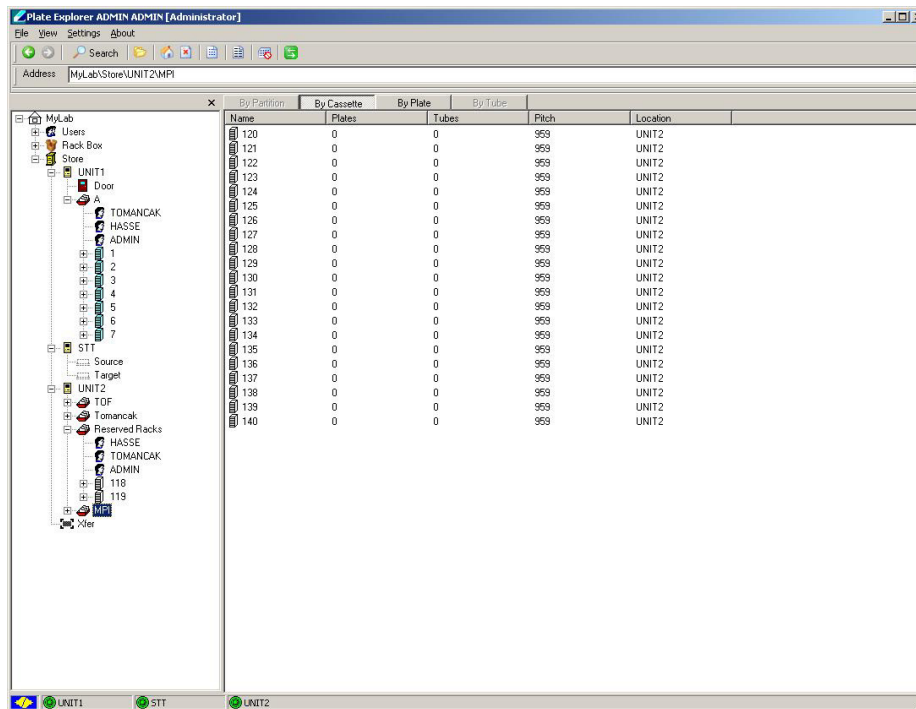 Plate Explorer ADMIN ADMIN [Administrator]
File View Settings About
Search
Address MyLab\Store\UNIT2\MPI
By Partition By Cassette By Plate By Tube
MyLab
Users
Rack Box
Store
UNIT1
Door
A
TOMANCAK
HASSE
ADMIN
1
2
3
4
5
6
7
STT
Source
Target
UNIT2
TOF
Tomancak
Reserved Racks
HASSE
TOMANCAK
ADMIN
118
119
MPI
Xfer
Name Plates Tubes Pitch Location
120 0 0 959 UNIT2
121 0 0 959 UNIT2
122 0 0 959 UNIT2
123 0 0 959 UNIT2
124 0 0 959 UNIT2
125 0 0 959 UNIT2
126 0 0 959 UNIT2
127 0 0 959 UNIT2
128 0 0 959 UNIT2
129 0 0 959 UNIT2
130 0 0 959 UNIT2
131 0 0 959 UNIT2
132 0 0 959 UNIT2
133 0 0 959 UNIT2
134 0 0 959 UNIT2
135 0 0 959 UNIT2
136 0 0 959 UNIT2
137 0 0 959 UNIT2
138 0 0 959 UNIT2
139 0 0 959 UNIT2
140 0 0 959 UNIT2
UNIT1 STT UNIT2